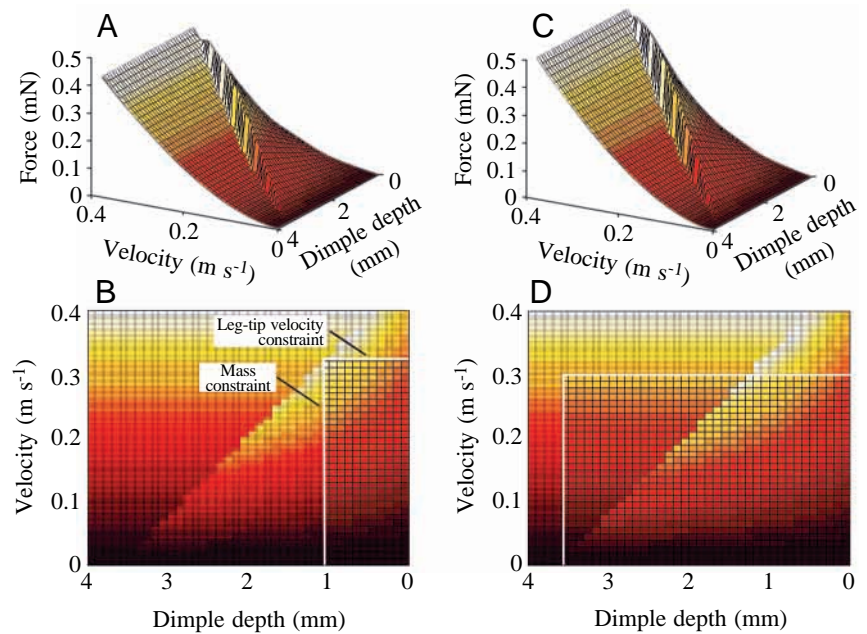 A
Force (mN)
0.5
0.4
0.3
0.2
0.1
0
0.4
0.2
0
Velocity (m s-1)
4
2
0
Dimple depth
(mm)
C
Force (mN)
0.5
0.4
0.3
0.2
0.1
0
0.4
0.2
0
Velocity (m s-1)
4
2
0
Dimple depth
(mm)
B
Velocity (m s-1)
0.4
0.3
0.2
0.1
0
Leg-tip velocity
constraint
Mass
constraint
4
3
2
1
0
Dimple depth (mm)
D
Velocity (m s-1)
0.4
0.3
0.2
0.1
0
4
3
2
1
0
Dimple depth (mm)